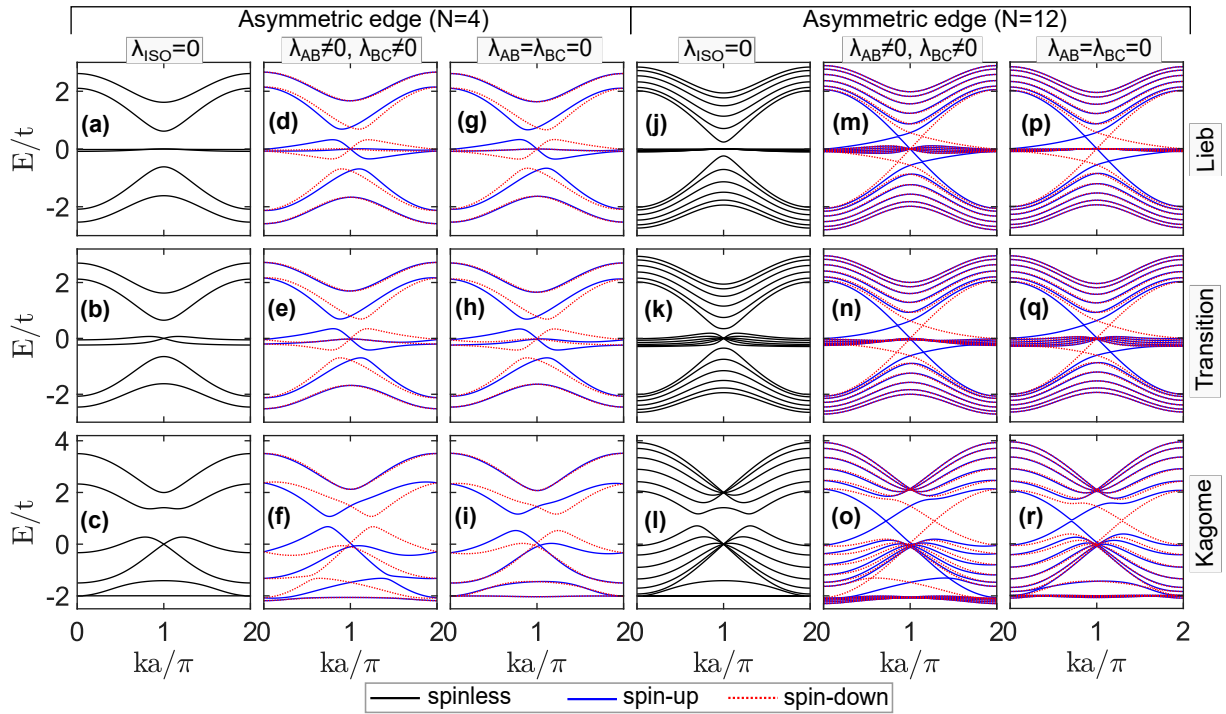 Asymmetric edge (N=4) Asymmetric edge (N=12)
λISO=0 λAB≠0, λBC≠0 λAB=λBC=0 λISO=0 λAB≠0, λBC≠0 λAB=λBC=0
2
(a) (d) (g) (j) (m) (p)
E/t 0 Lieb
-2
2
(b) (e) (h) (k) (n) (q)
E/t 0 Transition
-2
4
2
(c) (f) (i) (l) (o) (r)
E/t 0 Kagome
-2
0 1 20 1 20 1 20 1 20 1 20 1 2
ka/π ka/π ka/π ka/π ka/π ka/π
spinless spin-up spin-down